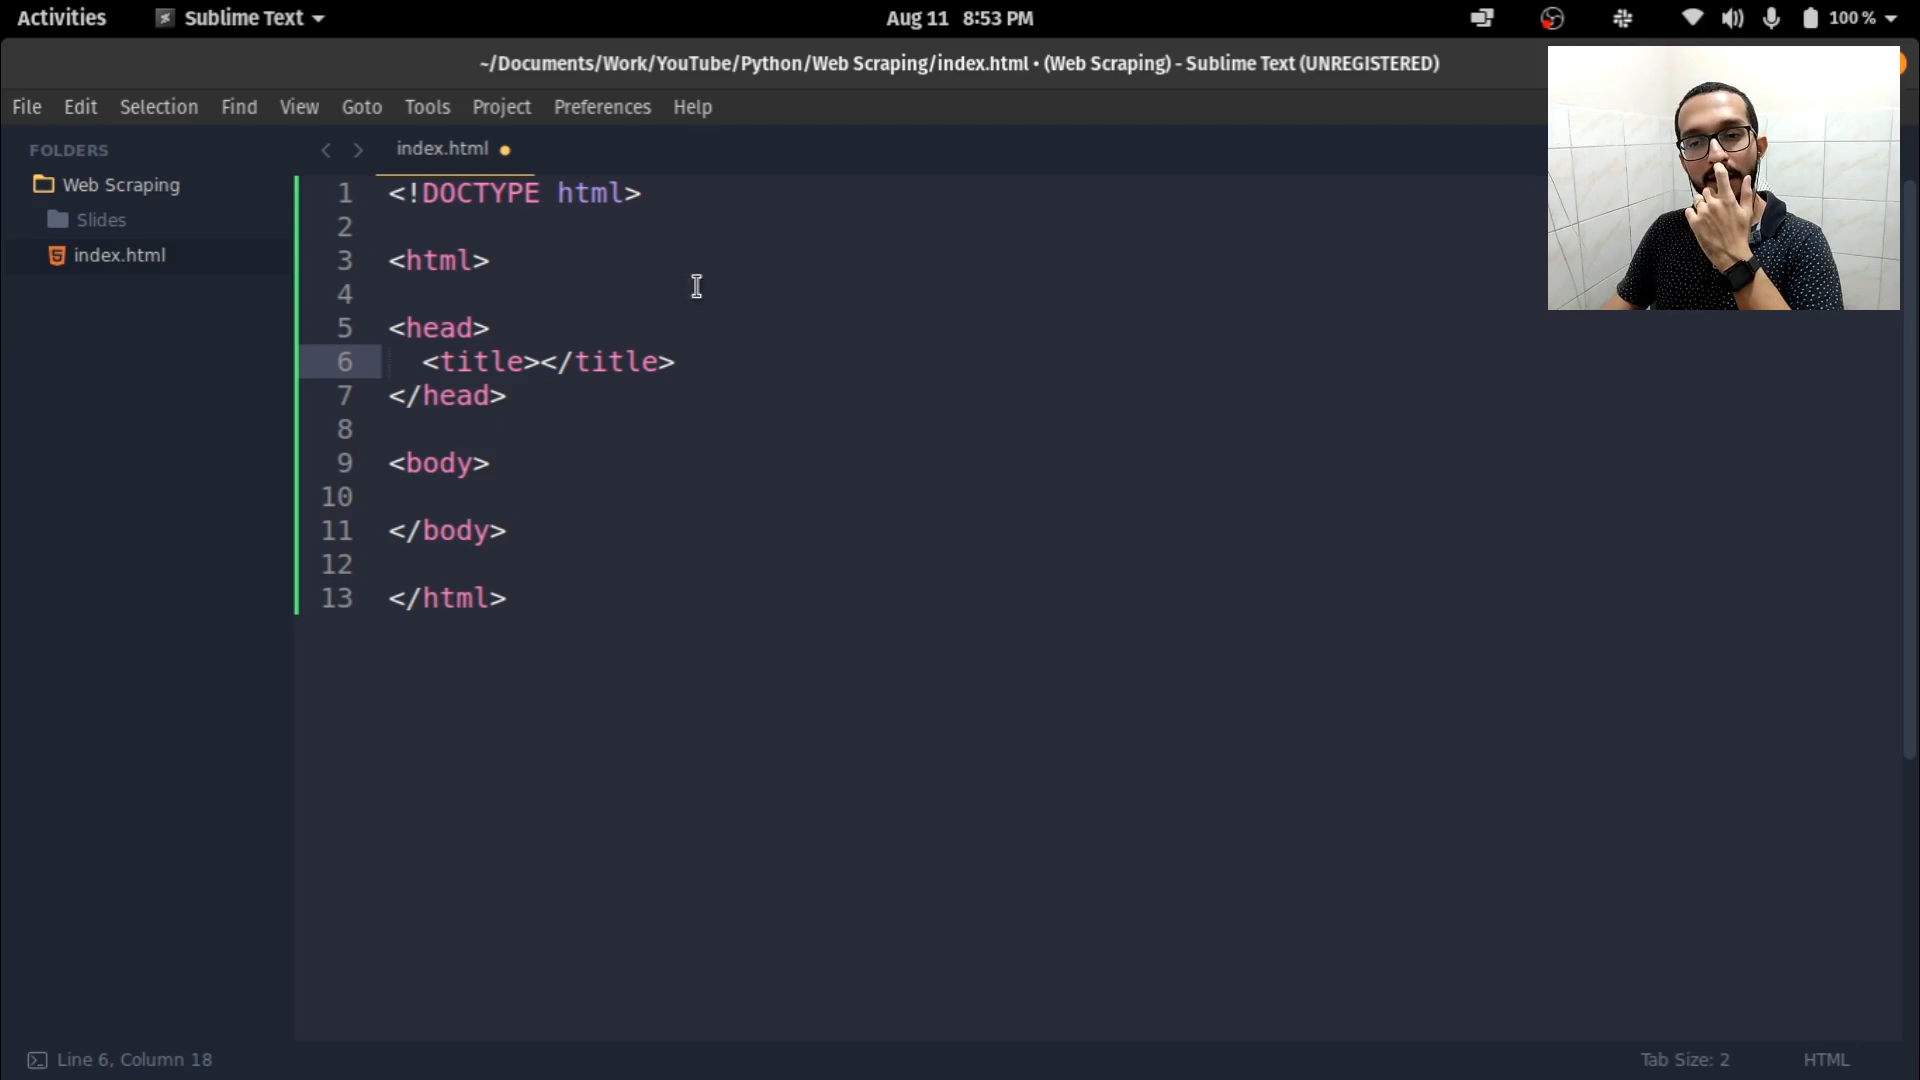 Activities
Sublime Text
Aug 11 8:53 PM
100 %
~/Documents/Work/YouTube/Python/Web Scraping/index.html • (Web Scraping) - Sublime Text (UNREGISTERED)
File Edit Selection Find View Goto Tools Project Preferences Help
FOLDERS
Web Scraping
Slides
index.html
index.html
1 <!DOCTYPE html>
2
3 <html>
4
5 <head>
6 <title></title>
7 </head>
8
9 <body>
10
11 </body>
12
13 </html>
Line 6, Column 18
Tab Size: 2
HTML